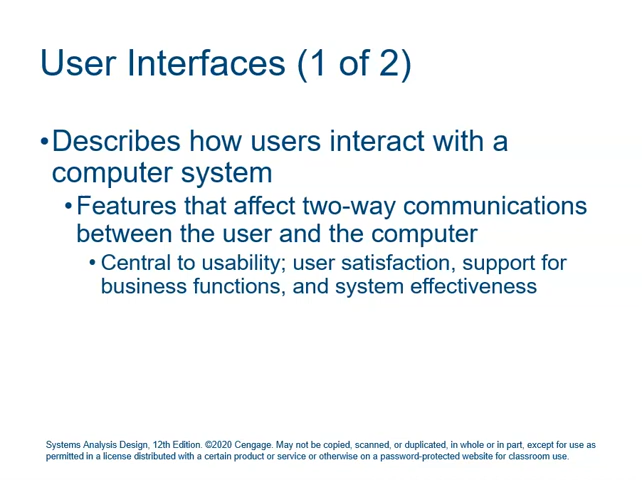 User Interfaces (1 of 2)
•Describes how users interact with a
computer system
•Features that affect two-way communications
between the user and the computer
• Central to usability; user satisfaction, support for
business functions, and system effectiveness
Systems Analysis Design, 12th Edition. ©2020 Cengage. May not be copied, scanned, or duplicated, in whole or in part, except for use as
permitted in a license distributed with a certain product or service or otherwise on a password-protected website for classroom use.